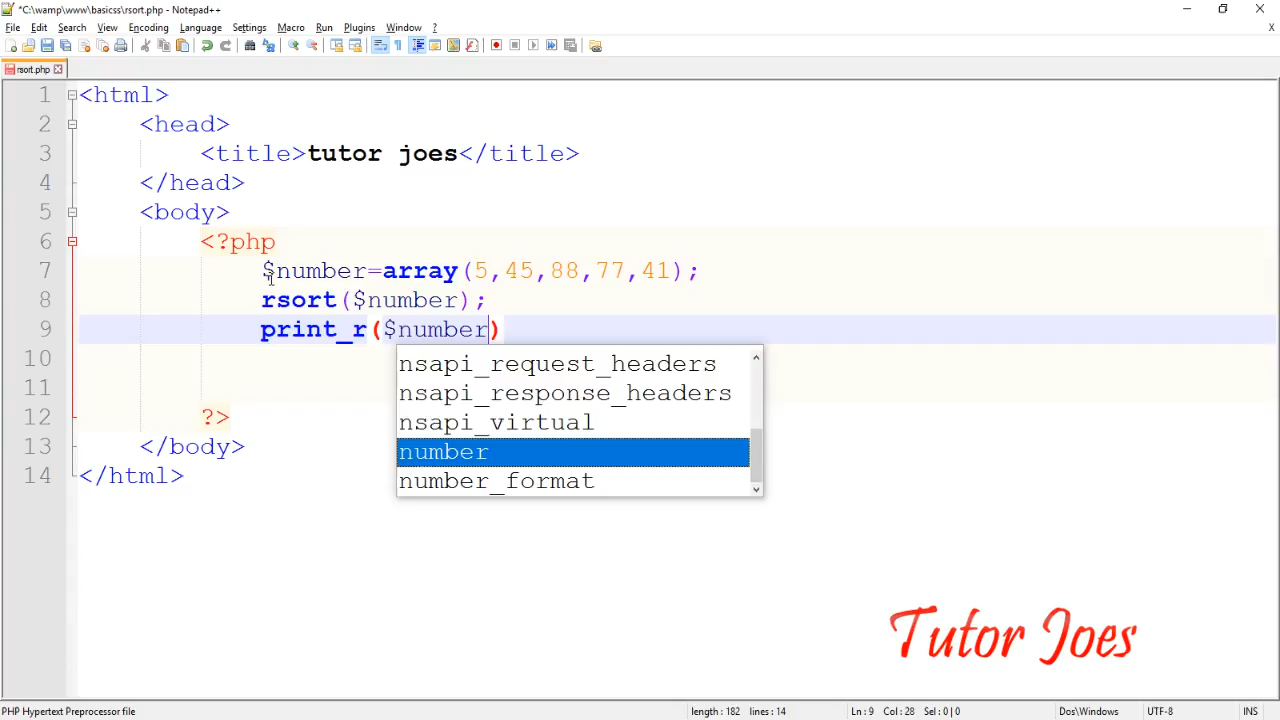 *C:\wamp\www\basicss\rsort.php - Notepad++
File Edit Search View Encoding Language Settings Macro Run Plugins Window ?
X
rsort.php
1 <html>
2 <head>
3 <title>tutor joes</title>
4 </head>
5 <body>
6 <?php
7 $number=array(5,45,88,77,41);
8 rsort($number);
9 print_r($number)
10
11
12 ?>
13 </body>
14 </html>
nsapi_request_headers
nsapi_response_headers
nsapi_virtual
number
number_format
Tutor Joes
PHP Hypertext Preprocessor file length : 182 lines : 14 Ln : 9 Col : 28 Sel : 0 | 0 Dos\Windows UTF-8 INS